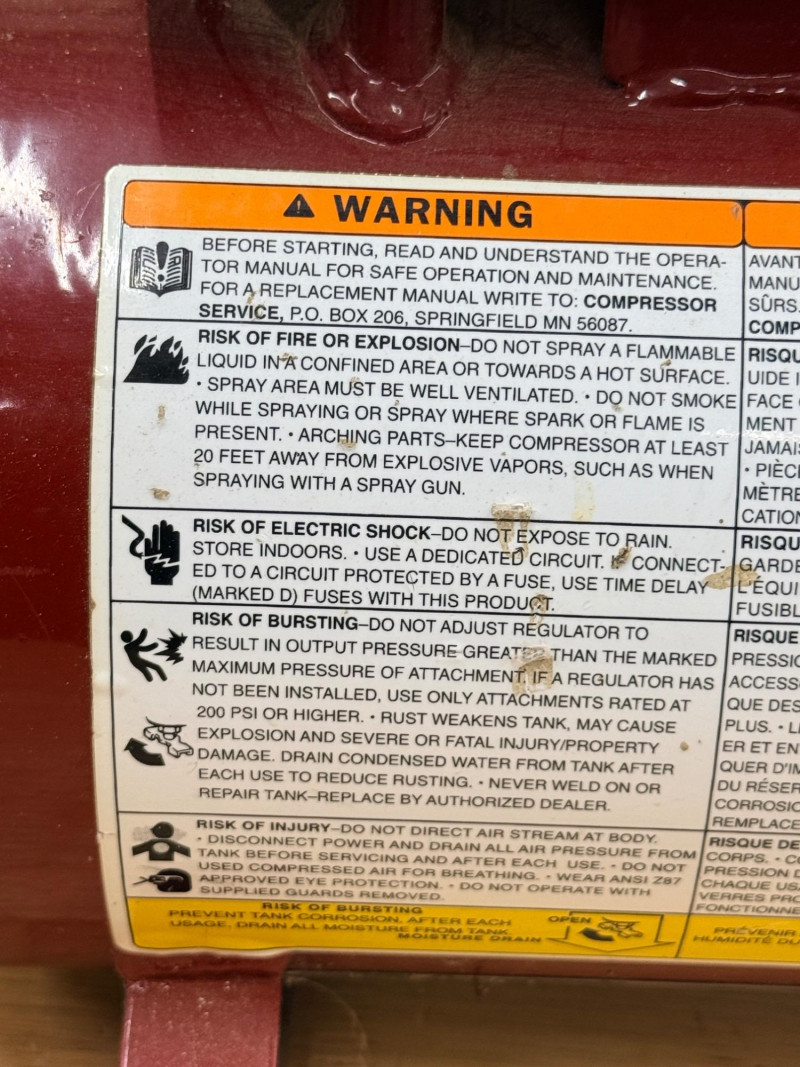 WARNING
BEFORE STARTING, READ AND UNDERSTAND THE OPERA-
TOR MANUAL FOR SAFE OPERATION AND MAINTENANCE.
FOR A REPLACEMENT MANUAL WRITE TO: COMPRESSOR
SERVICE, P.O. BOX 206, SPRINGFIELD MN 56087.
RISK OF FIRE OR EXPLOSION–DO NOT SPRAY A FLAMMABLE
LIQUID IN A CONFINED AREA OR TOWARDS A HOT SURFACE.
• SPRAY AREA MUST BE WELL VENTILATED. • DO NOT SMOKE
WHILE SPRAYING OR SPRAY WHERE SPARK OR FLAME IS
PRESENT. • ARCHING PARTS–KEEP COMPRESSOR AT LEAST
20 FEET AWAY FROM EXPLOSIVE VAPORS, SUCH AS WHEN
SPRAYING WITH A SPRAY GUN.
RISK OF ELECTRIC SHOCK–DO NOT EXPOSE TO RAIN.
STORE INDOORS. • USE A DEDICATED CIRCUIT. IF CONNECT-
ED TO A CIRCUIT PROTECTED BY A FUSE, USE TIME DELAY
(MARKED D) FUSES WITH THIS PRODUCT.
RISK OF BURSTING–DO NOT ADJUST REGULATOR TO
RESULT IN OUTPUT PRESSURE GREATER THAN THE MARKED
MAXIMUM PRESSURE OF ATTACHMENT. IF A REGULATOR HAS
NOT BEEN INSTALLED, USE ONLY ATTACHMENTS RATED AT
200 PSI OR HIGHER. • RUST WEAKENS TANK, MAY CAUSE
EXPLOSION AND SEVERE OR FATAL INJURY/PROPERTY
DAMAGE. DRAIN CONDENSED WATER FROM TANK AFTER
EACH USE TO REDUCE RUSTING. • NEVER WELD ON OR
REPAIR TANK–REPLACE BY AUTHORIZED DEALER.
RISK OF INJURY–DO NOT DIRECT AIR STREAM AT BODY.
• DISCONNECT POWER AND DRAIN ALL AIR PRESSURE FROM
TANK BEFORE SERVICING AND AFTER EACH USE. • DO NOT
USED COMPRESSED AIR FOR BREATHING. • WEAR ANSI Z87
APPROVED EYE PROTECTION. • DO NOT OPERATE WITH
SUPPLIED GUARDS REMOVED.
RISK OF BURSTING
PREVENT TANK CORROSION, AFTER EACH
USAGE, DRAIN ALL MOISTURE FROM TANK.
MOISTURE DRAIN
OPEN
AVANT
MANU
SÛRS.
COMP
RISQU
UIDE I
FACE
MENT
JAMAIS
• PIÈC
MÈTRE
CATION
RISQU
GARDE
L'ÉQUI
FUSIBL
RISQUE
PRESSIO
ACCESS
QUE DES
PLUS. • L
ER ET EN
QUER D'IM
DU RÉSER
CORROSIO
REMPLACE
RISQUE DE
CORPS. • CO
PRESSION D
CHAQUE USA
VERRES PRO
FONCTIONNE
PRÉVENIR
HUMIDITÉ DU